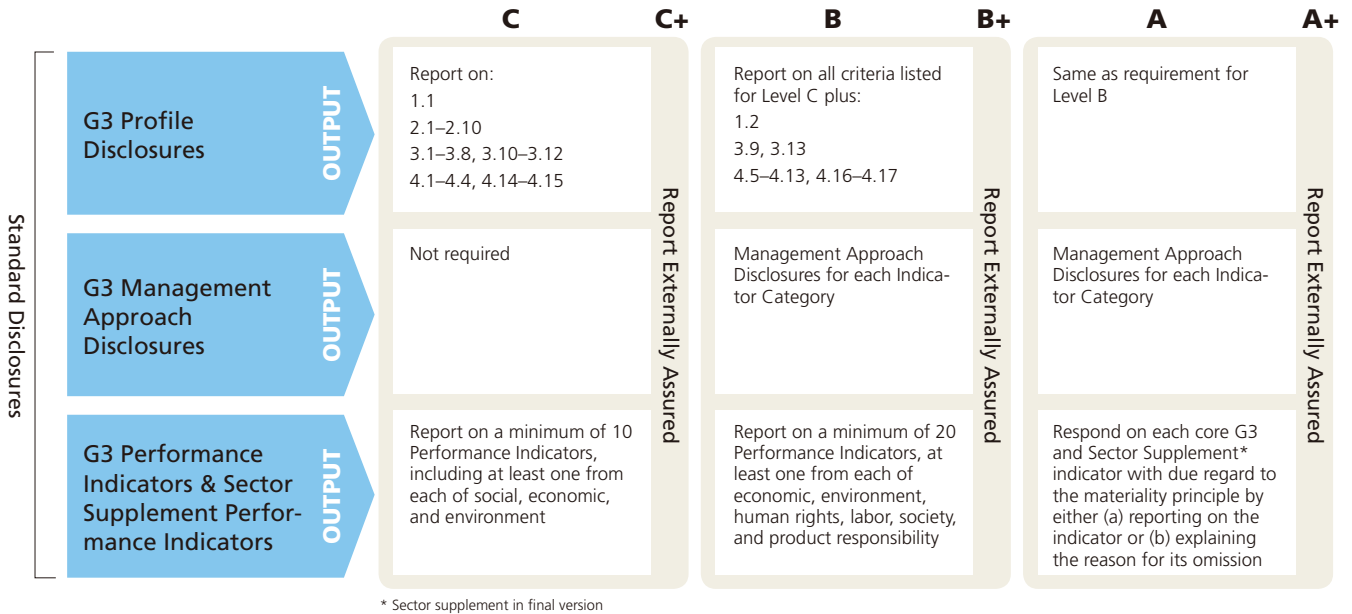 C
C+
B
B+
A
A+
Standard Disclosures
G3 Profile
Disclosures
OUTPUT
Report on:
1.1
2.1–2.10
3.1–3.8, 3.10–3.12
4.1–4.4, 4.14–4.15
Report on all criteria listed
for Level C plus:
1.2
3.9, 3.13
4.5–4.13, 4.16–4.17
Same as requirement for
Level B
G3 Management
Approach
Disclosures
OUTPUT
Not required
Management Approach
Disclosures for each Indica-
tor Category
Management Approach
Disclosures for each Indica-
tor Category
G3 Performance
Indicators & Sector
Supplement Perfor-
mance Indicators
OUTPUT
Report on a minimum of 10
Performance Indicators,
including at least one from
each of social, economic,
and environment
Report on a minimum of 20
Performance Indicators, at
least one from each of
economic, environment,
human rights, labor, society,
and product responsibility
Respond on each core G3
and Sector Supplement*
indicator with due regard to
the materiality principle by
either (a) reporting on the
indicator or (b) explaining
the reason for its omission
Report Externally Assured
Report Externally Assured
Report Externally Assured
* Sector supplement in final version